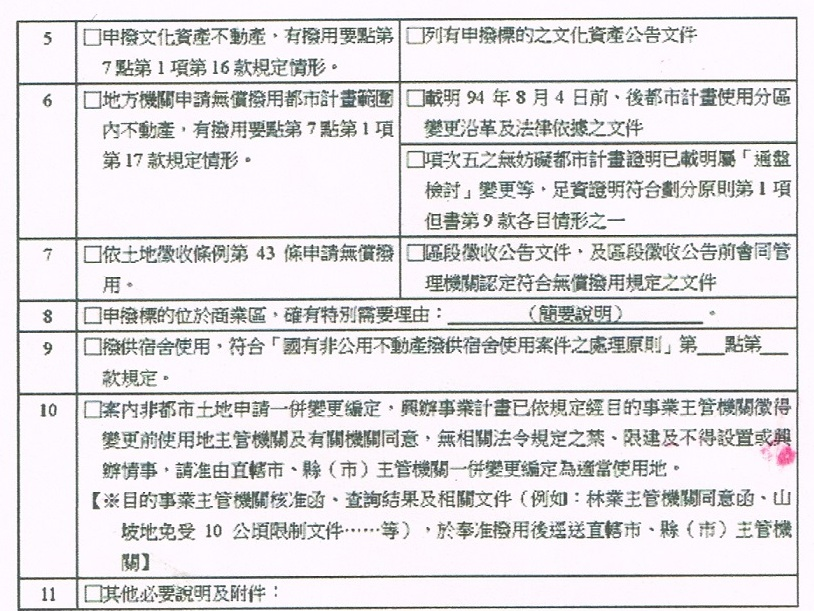 5
□申撥文化資產不動產，有撥用要點第
7點第1項第16款規定情形。
□列有申撥標的之文化資產公告文件
6
□地方機關申請無償撥用都市計畫範圍
內不動產，有撥用要點第7點第1項
第17款規定情形。
□載明 94 年 8 月 4 日前、後都市計畫使用分區
變更沿革及法律依據之文件
□項次五之無妨礙都市計畫證明已載明屬「通盤
檢討」變更等，足資證明符合劃分原則第1項
但書第9款各目情形之一
7
□依土地徵收條例第 43 條申請無償撥
用。
□區段徵收公告文件，及區段徵收公告前會同管
理機關認定符合無償撥用規定之文件
8
□申撥標的位於商業區，確有特別需要理由：＿＿＿＿（簡要說明）＿＿＿＿。
9
□撥供宿舍使用，符合「國有非公用不動產撥供宿舍使用案件之處理原則」第＿＿點第＿＿
款規定。
10
□案內非都市土地申請一併變更編定，興辦事業計畫已依規定經目的事業主管機關徵得
變更前使用地主管機關及有關機關同意，無相關法令規定之禁、限建及不得設置或興
辦情事，請准由直轄市、縣（市）主管機關一併變更編定為適當使用地。
【※目的事業主管機關核准函、查詢結果及相關文件（例如：林業主管機關同意函、山
坡地免受 10 公頃限制文件……等），於奉准撥用後逕送直轄市、縣（市）主管機
關】
11
□其他必要說明及附件：